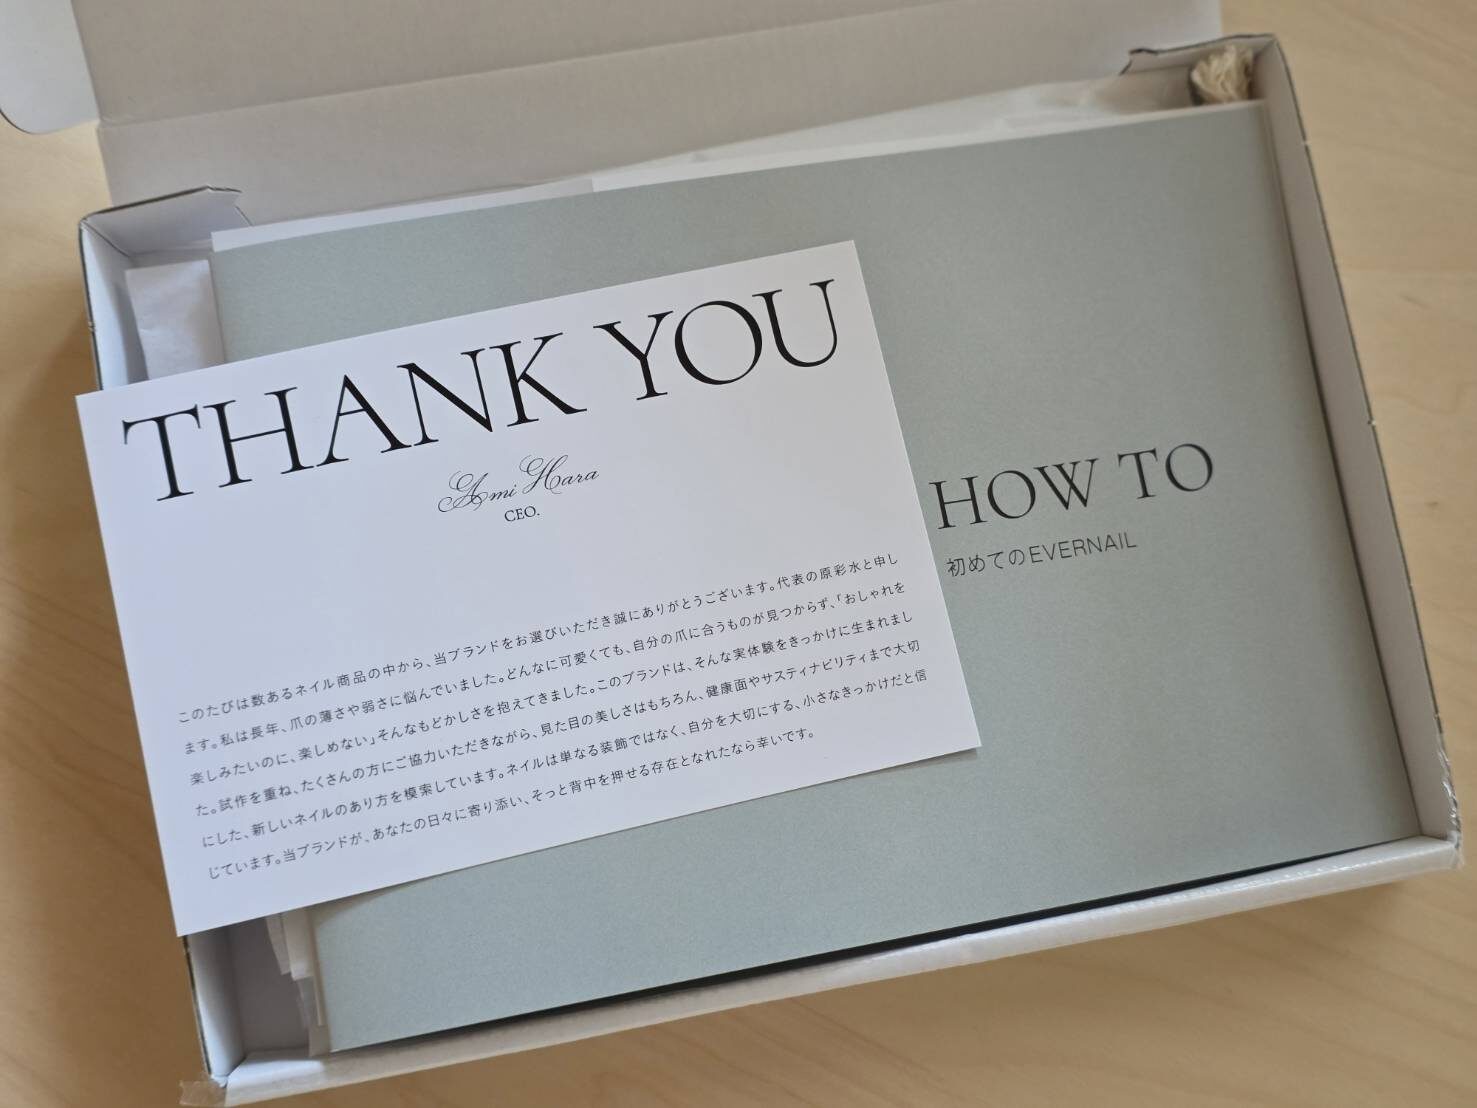 THANK YOU
Ami Hara
CEO.
このたびは数あるネイル商品の中から、当ブランドをお選びいただき誠にありがとうございます。代表の原彩水と申し
ます。私は長年、爪の薄さや弱さに悩んでいました。どんなに可愛くても、自分の爪に合うものが見つからず、「おしゃれを
楽しみたいのに、楽しめない」そんなもどかしさを抱えてきました。このブランドは、そんな実体験をきっかけに生まれまし
た。試作を重ね、たくさんの方にご協力いただきながら、見た目の美しさはもちろん、健康面やサスティナビリティまで大切
にした、新しいネイルのあり方を模索しています。ネイルは単なる装飾ではなく、自分を大切にする、小さなきっかけだと信
じています。当ブランドが、あなたの日々に寄り添い、そっと背中を押せる存在となれたなら幸いです。
HOW TO
初めてのEVERNAIL